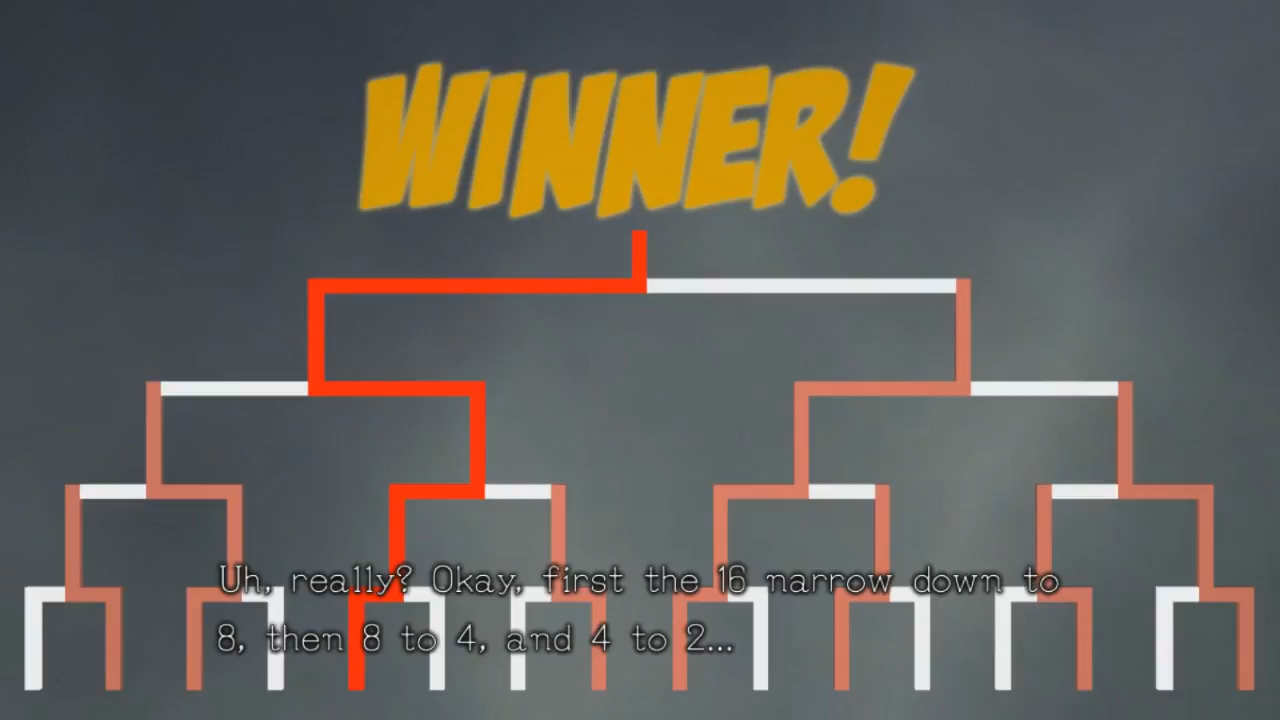 WINNER!
Uh, really? Okay, first the 16 narrow down to
8, then 8 to 4, and 4 to 2...